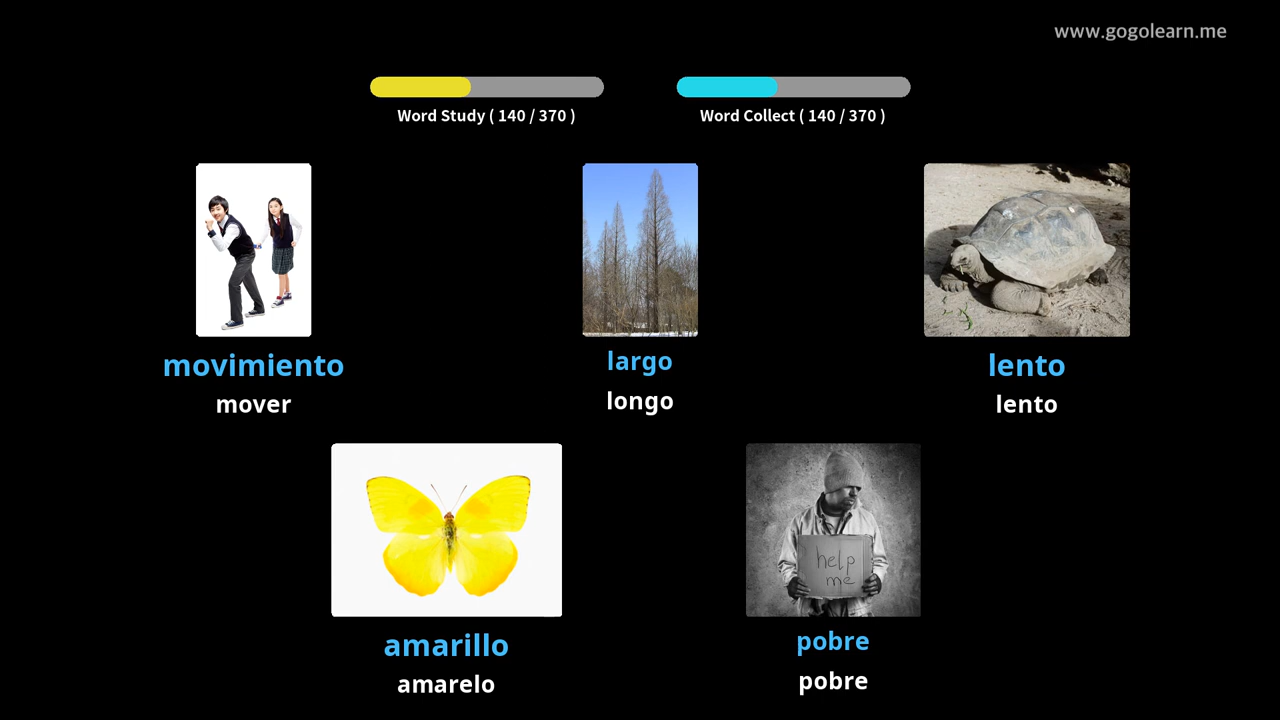 www.gogolearn.me
Word Study ( 140 / 370 )
Word Collect ( 140 / 370 )
movimiento
mover
largo
longo
lento
lento
help
me
amarillo
amarelo
pobre
pobre